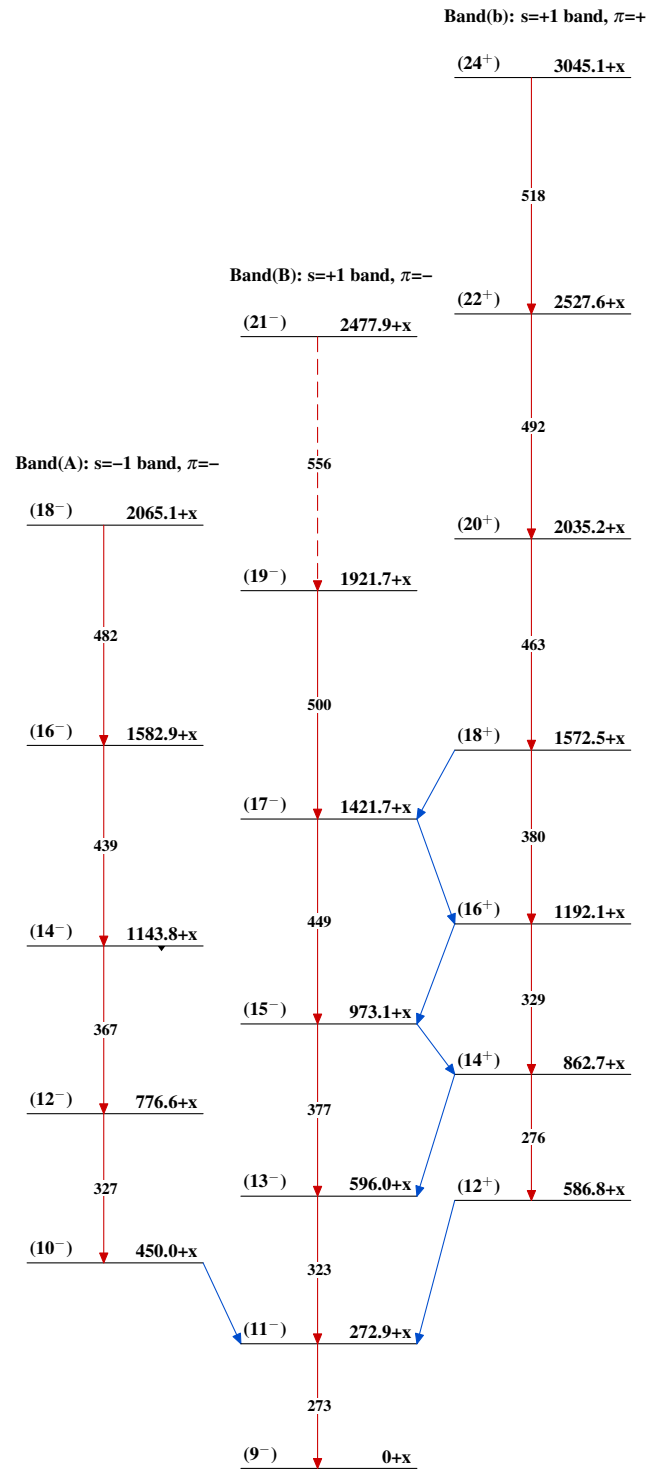 Band(b): s=+1 band, π=+
(24⁺) 3045.1+x
518
Band(B): s=+1 band, π=−
(22⁺) 2527.6+x
(21⁻) 2477.9+x
492
Band(A): s=−1 band, π=−
556
(18⁻) 2065.1+x
(20⁺) 2035.2+x
(19⁻) 1921.7+x
482
463
500
(16⁻) 1582.9+x
(18⁺) 1572.5+x
(17⁻) 1421.7+x
380
439
(16⁺) 1192.1+x
449
(14⁻) 1143.8+x
329
(15⁻) 973.1+x
367
(14⁺) 862.7+x
377
(12⁻) 776.6+x
276
(13⁻) 596.0+x
(12⁺) 586.8+x
327
(10⁻) 450.0+x
323
(11⁻) 272.9+x
273
(9⁻) 0+x